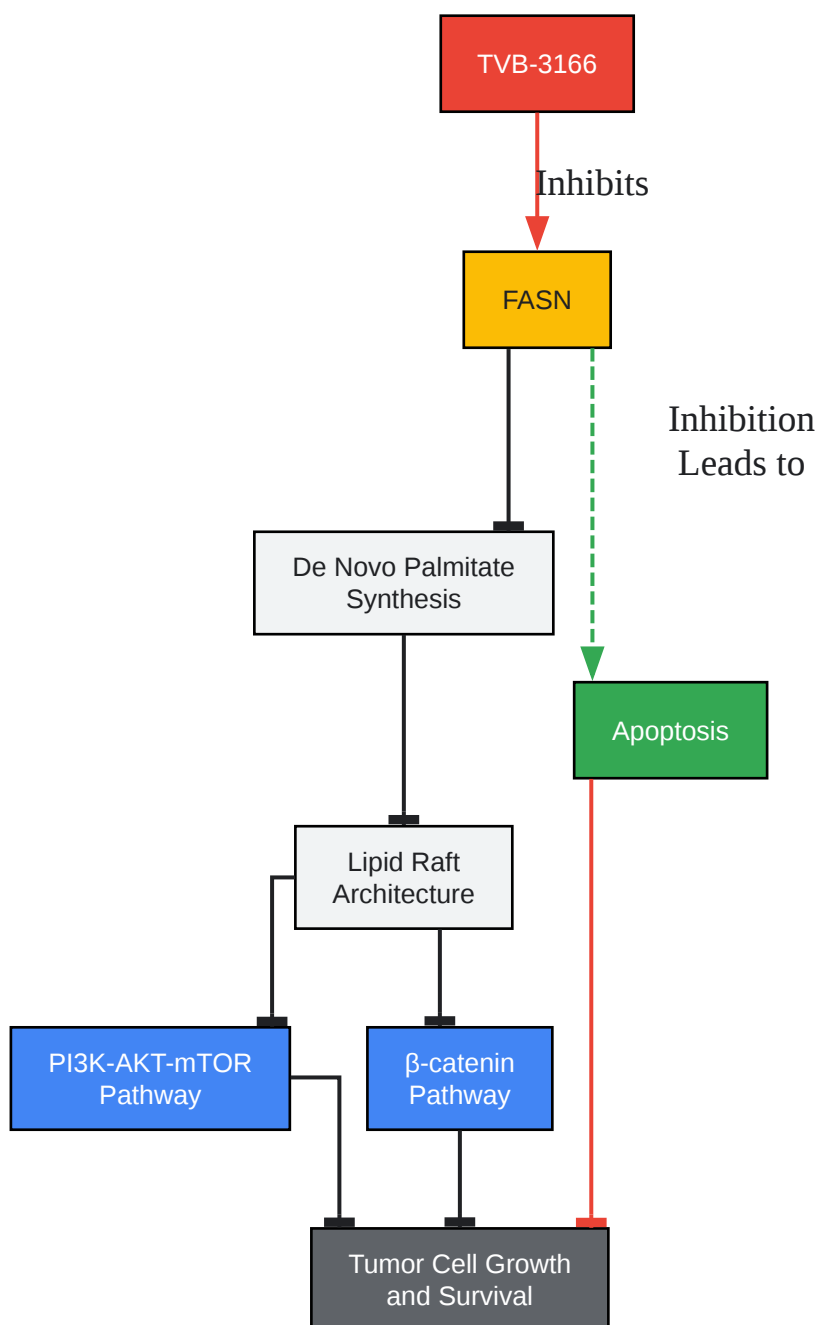 TVB-3166
Inhibits
FASN
Inhibition
Leads to
De Novo Palmitate
Synthesis
Apoptosis
Lipid Raft
Architecture
PI3K-AKT-mTOR
Pathway
β-catenin
Pathway
Tumor Cell Growth
and Survival